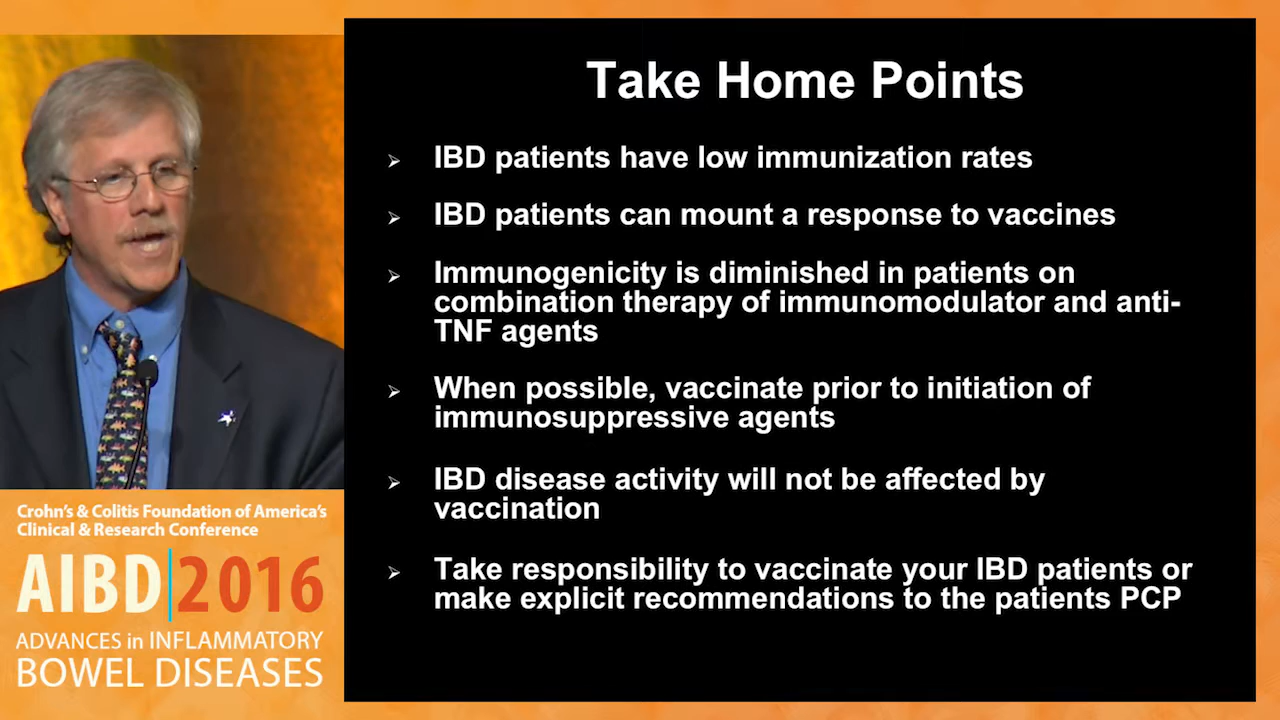 Take Home Points
IBD patients have low immunization rates
IBD patients can mount a response to vaccines
Immunogenicity is diminished in patients on
combination therapy of immunomodulator and anti-
TNF agents
When possible, vaccinate prior to initiation of
immunosuppressive agents
IBD disease activity will not be affected by
vaccination
Take responsibility to vaccinate your IBD patients or
make explicit recommendations to the patients PCP
Crohn's & Colitis Foundation of America's
Clinical & Research Conference
AIBD 2016
ADVANCES in INFLAMMATORY
BOWEL DISEASES